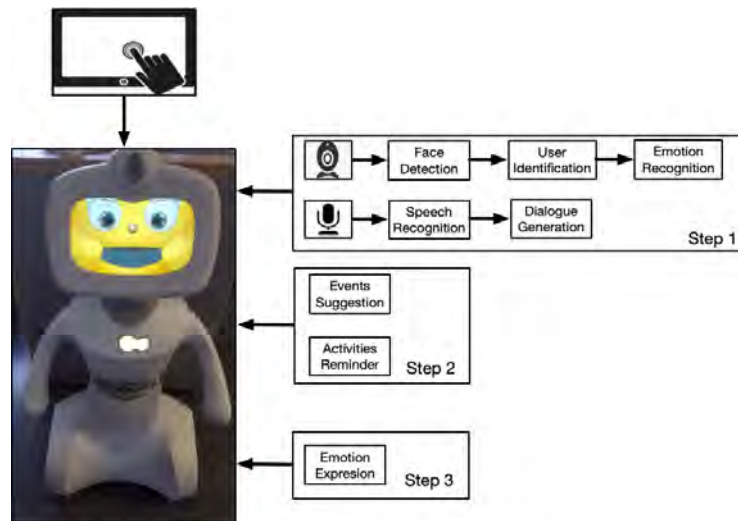 Face
Detection
User
Identification
Emotion
Recognition
Speech
Recognition
Dialogue
Generation
Step 1
Events
Suggestion
Activities
Reminder
Step 2
Emotion
Expresion
Step 3